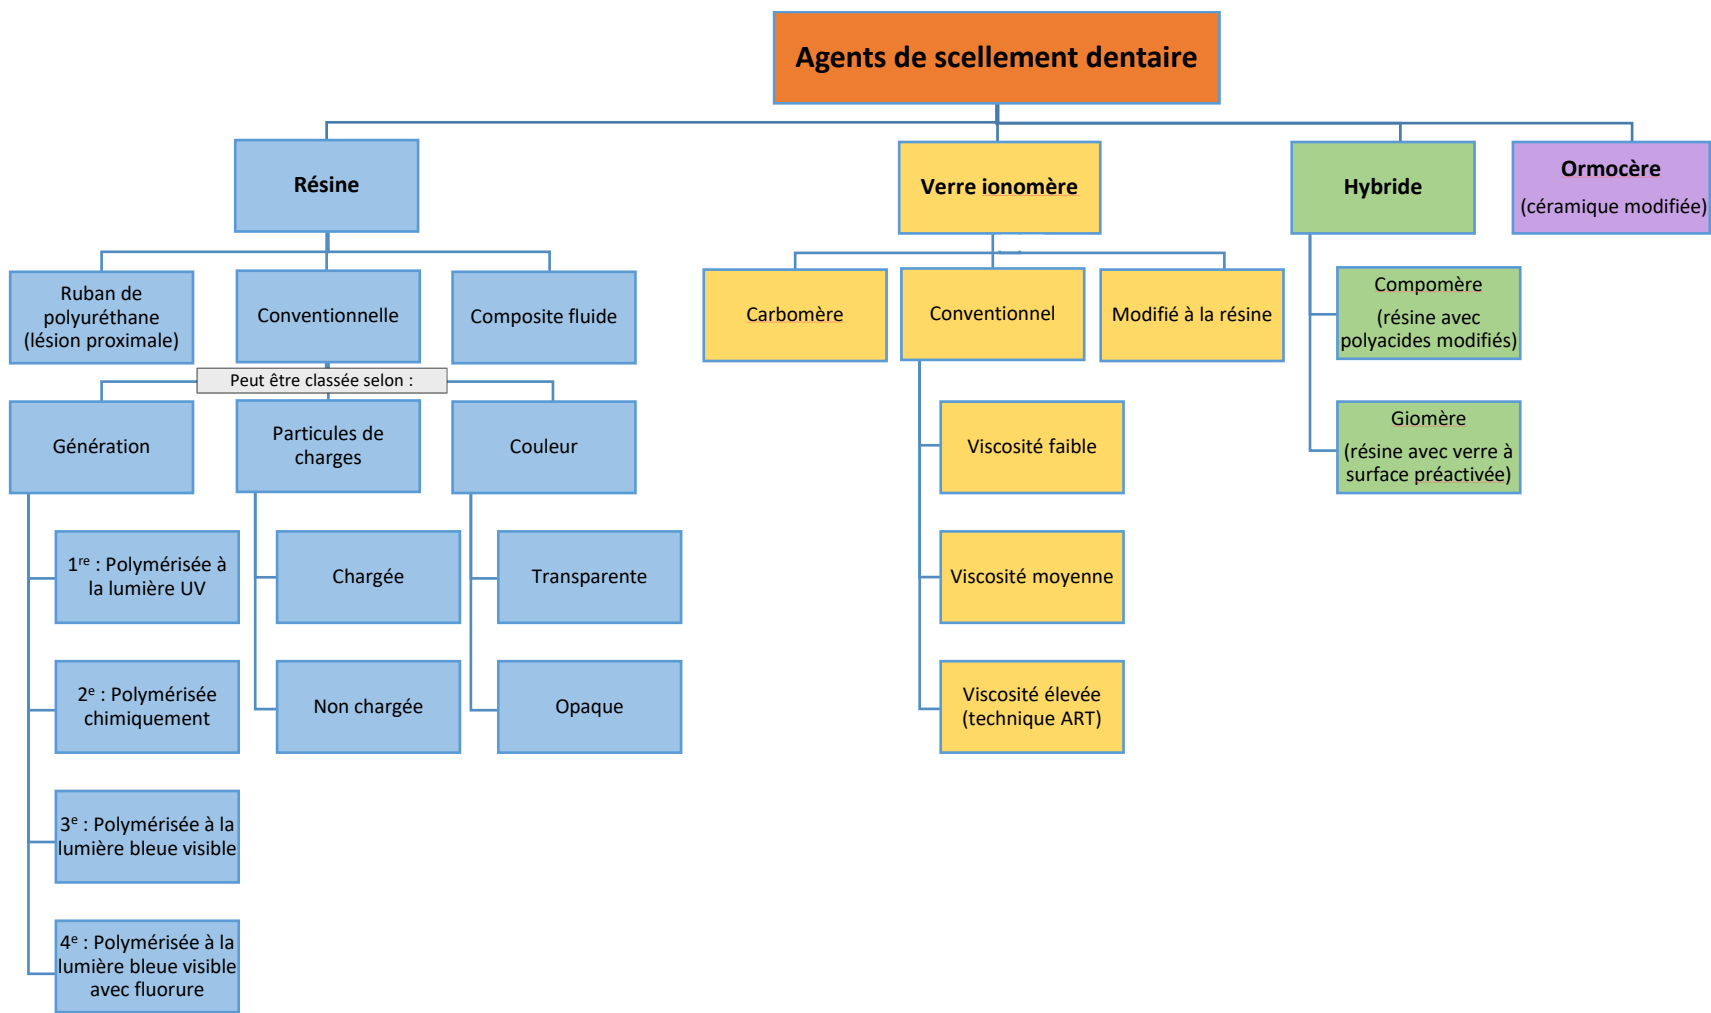 Agents de scellement dentaire
Résine
Verre ionomère
Hybride
Ormocère
(céramique modifiée)
Ruban de
polyuréthane
(lésion proximale)
Conventionnelle
Composite fluide
Carbomère
Conventionnel
Modifié à la résine
Compomère
(résine avec
polyacides modifiés)
Peut être classée selon :
Génération
Particules de
charges
Couleur
Viscosité faible
Giomère
(résine avec verre à
surface préactivée)
1re : Polymérisée à
la lumière UV
Chargée
Transparente
Viscosité moyenne
2e : Polymérisée
chimiquement
Non chargée
Opaque
Viscosité élevée
(technique ART)
3e : Polymérisée à la
lumière bleue visible
4e : Polymérisée à la
lumière bleue visible
avec fluorure